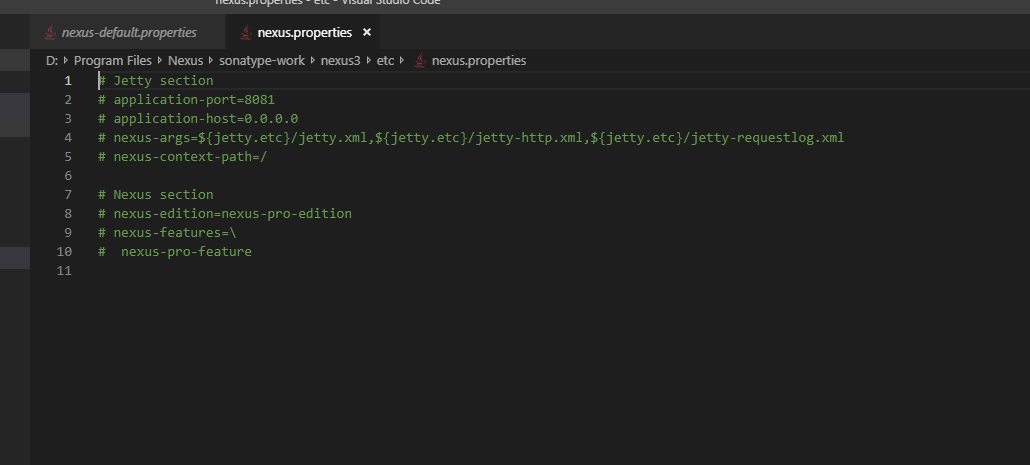 nexus.properties - etc - Visual Studio Code
nexus-default.properties nexus.properties ×
D: Program Files Nexus sonatype-work nexus3 etc nexus.properties
1 # Jetty section
2 # application-port=8081
3 # application-host=0.0.0.0
4 # nexus-args=${jetty.etc}/jetty.xml,${jetty.etc}/jetty-http.xml,${jetty.etc}/jetty-requestlog.xml
5 # nexus-context-path=/
6
7 # Nexus section
8 # nexus-edition=nexus-pro-edition
9 # nexus-features=\
10 #  nexus-pro-feature
11